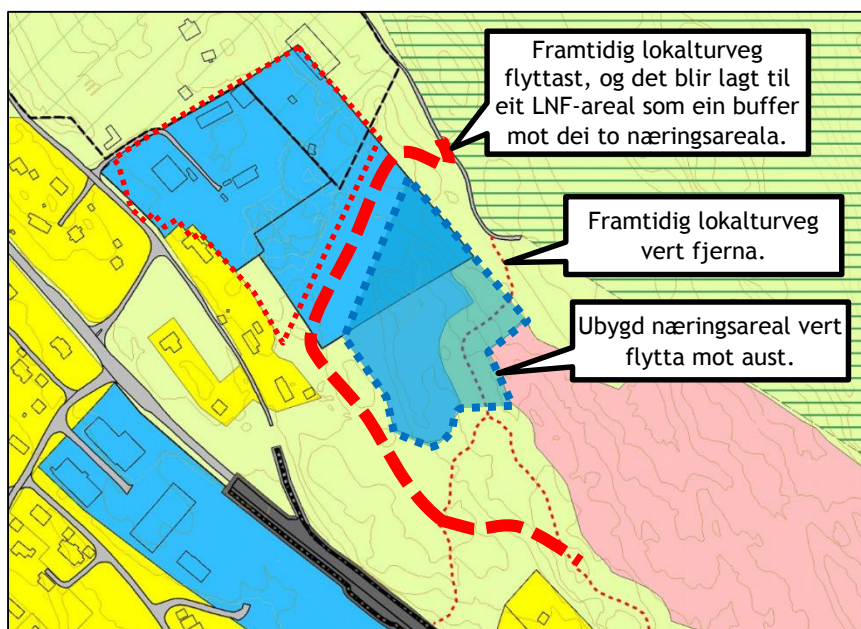 Framtidig lokalturveg
flyttast, og det blir lagt til
eit LNF-areal som ein buffer
mot dei to næringsareala.
Framtidig lokalturveg
vert fjerna.
Ubygd næringsareal vert
flytta mot aust.